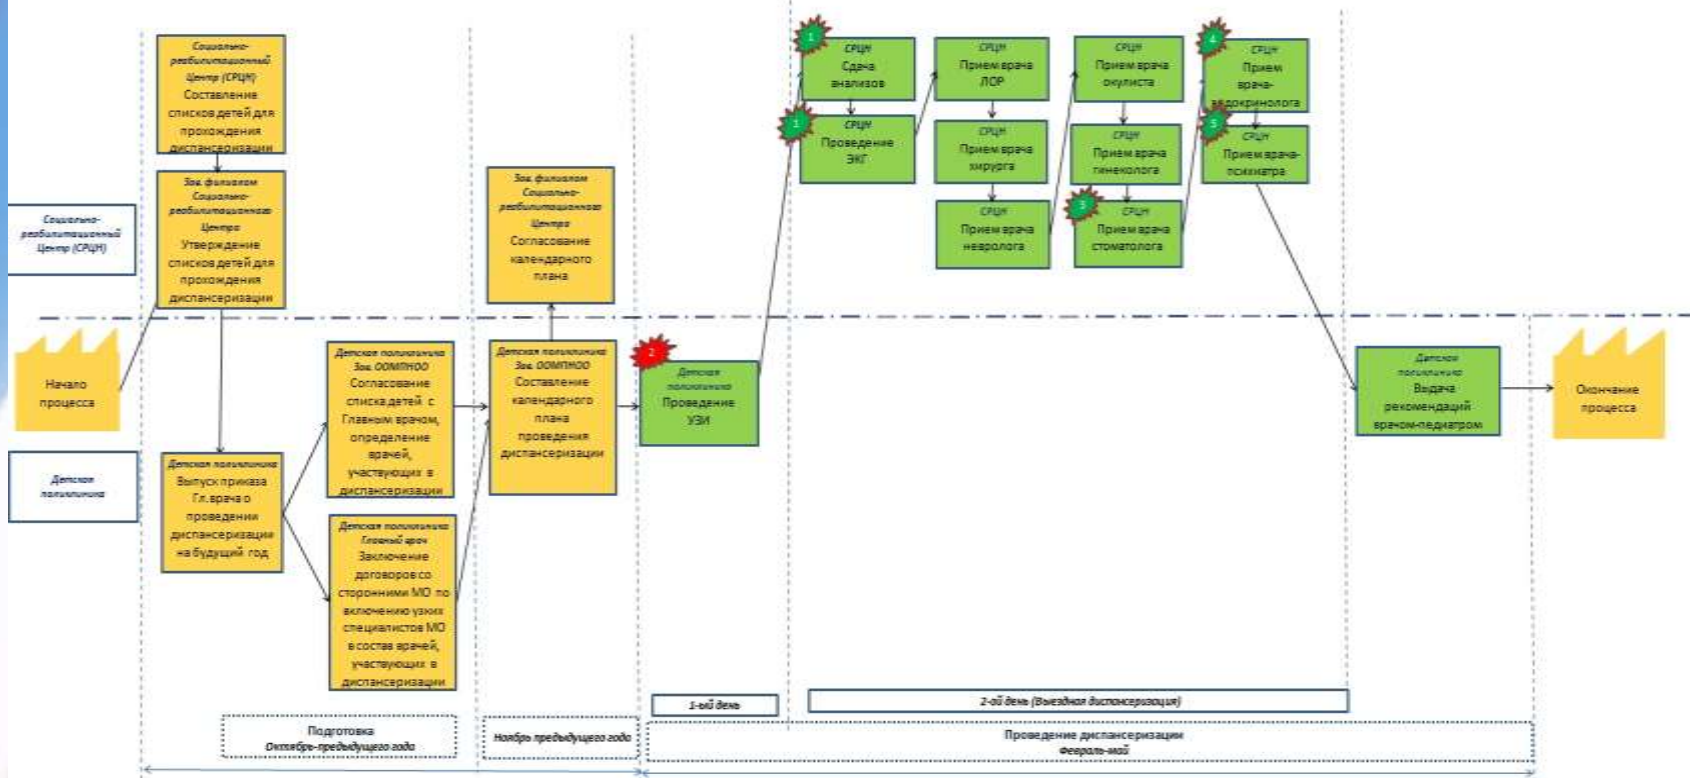 Социально-
реабилитационный
Центр (СРЦН)
Составление
списков детей для
прохождения
диспансеризации
Зав. филиалом
Социально-
реабилитационного
Центра
Утверждение
списков детей для
прохождения
диспансеризации
Социально-
реабилитационный
Центр (СРЦН)
Зав. филиалом
Социально-
реабилитационного
Центра
Согласование
календарного
плана
1
СРЦН
Сдача
анализов
1
СРЦН
Проведение
ЭКГ
СРЦН
Прием врача
ЛОР
СРЦН
Прием врача
хирурга
СРЦН
Прием врача
невролога
СРЦН
Прием врача
окулиста
СРЦН
Прием врача
гинеколога
3
СРЦН
Прием врача
стоматолога
4
СРЦН
Прием
врача-
эндокринолога
5
СРЦН
Прием врача-
психиатра
Начало
процесса
Детская
поликлиника
Детская поликлиника
Выпуск приказа
Гл. врача о
проведении
диспансеризации
на будущий год
Детская поликлиника
Зав. ООМПНОО
Согласование
списка детей с
Главным врачом,
определение
врачей,
участвующих в
диспансеризации
Детская поликлиника
Главный врач
Заключение
договоров со
сторонними МО по
включению узких
специалистов МО
в состав врачей,
участвующих в
диспансеризации
Детская поликлиника
Зав. ООМПНОО
Составление
календарного
плана
проведения
диспансеризации
2
Детская
поликлиника
Проведение
УЗИ
Детская
поликлиника
Выдача
рекомендаций
врачом-педиатром
Окончание
процесса
1-ый день
2-ой день (Выездная диспансеризация)
Подготовка
Октябрь-предыдущего года
Ноябрь предыдущего года
Проведение диспансеризации
Февраль-май